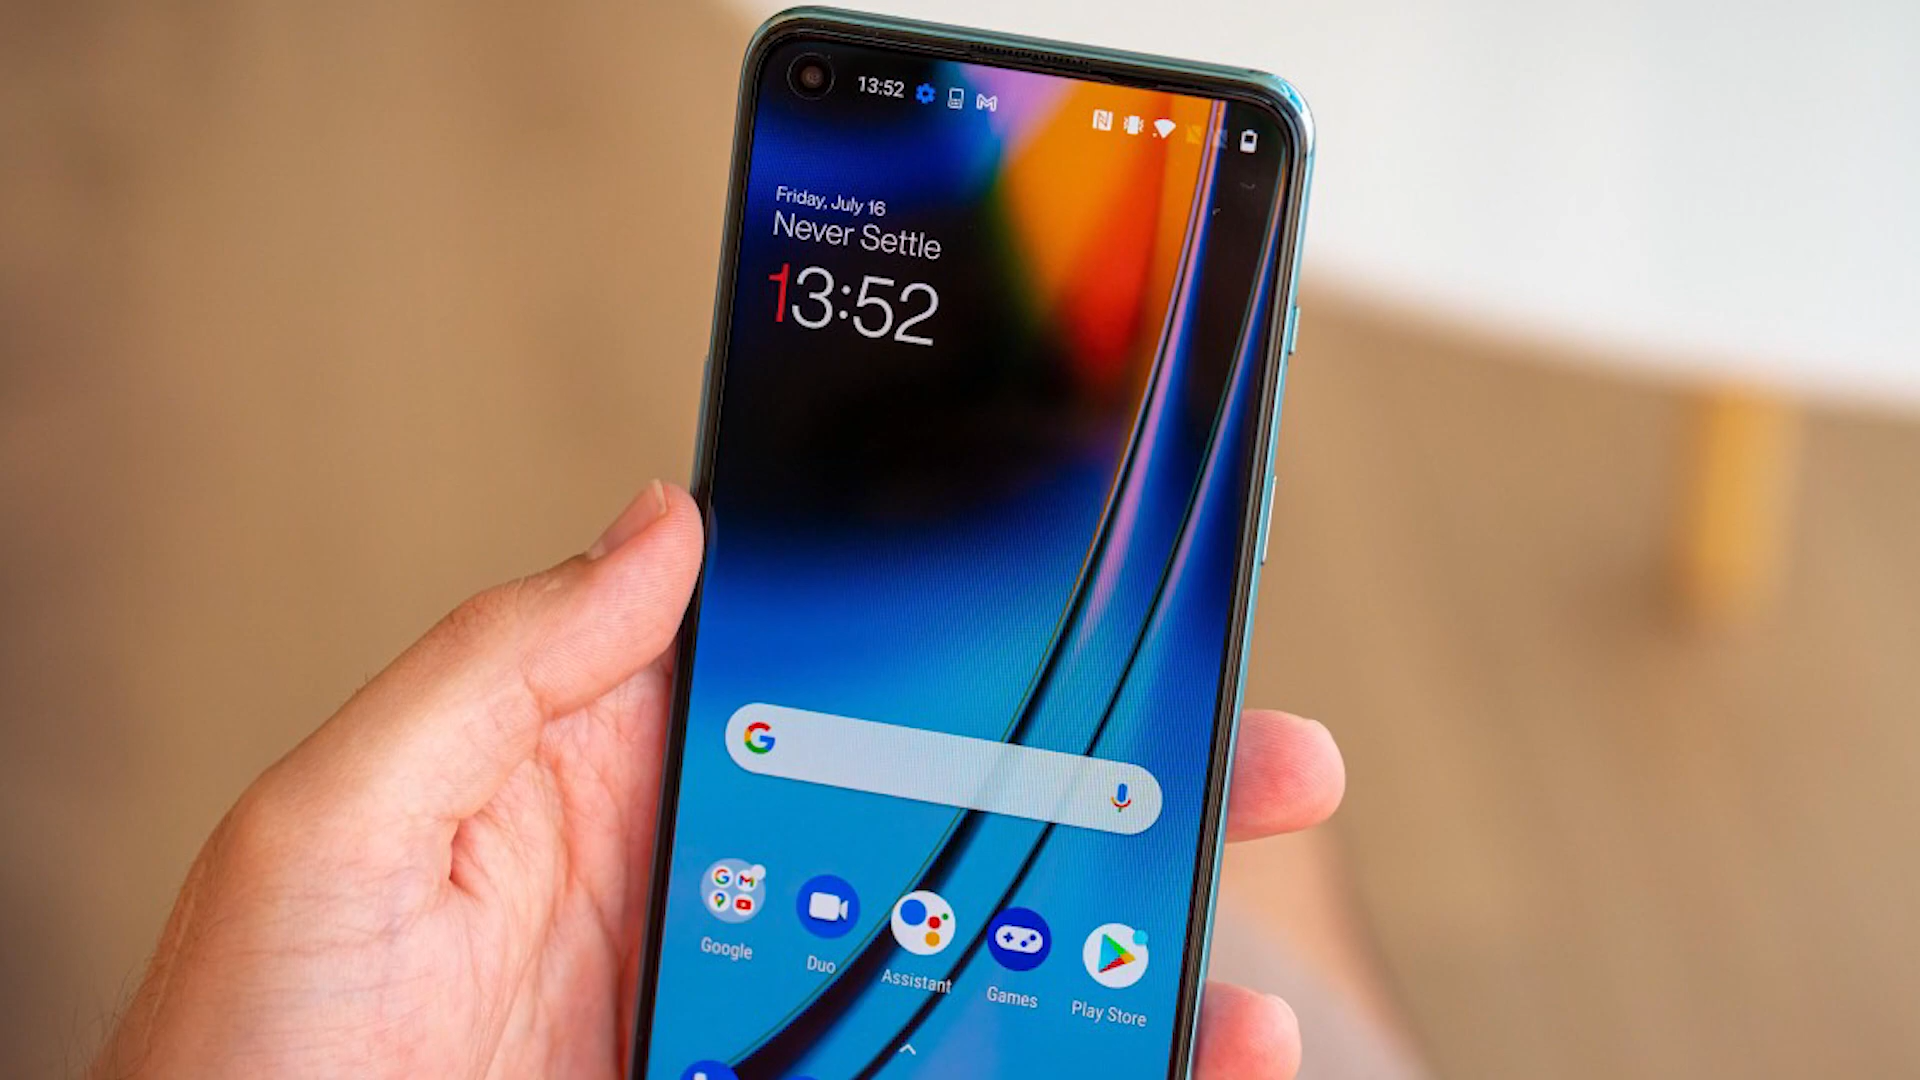 13:52
Friday, July 16
Never Settle
13:52
Google
Duo
Assistant
Games
Play Store